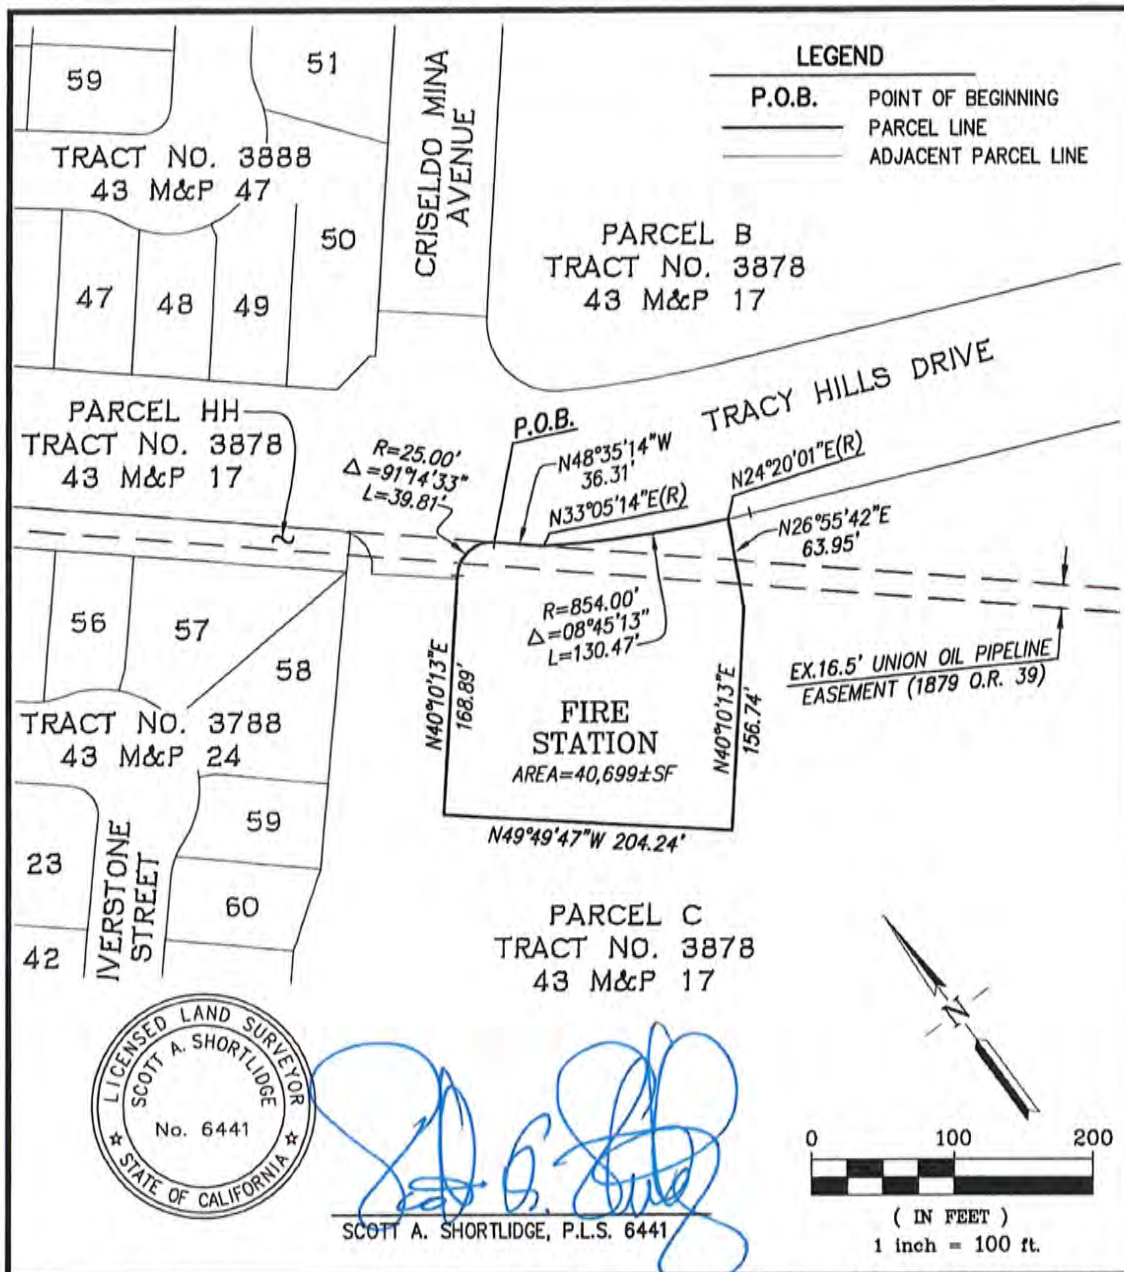 LEGEND
P.O.B. POINT OF BEGINNING
PARCEL LINE
ADJACENT PARCEL LINE
59
51
CRISELDO MINA
AVENUE
TRACT NO. 3888
43 M&P 47
47
48
49
50
PARCEL B
TRACT NO. 3878
43 M&P 17
TRACY HILLS DRIVE
PARCEL HH
TRACT NO. 3878
43 M&P 17
R=25.00'
Δ=91°14'33"
L=39.81'
P.O.B.
N48°35'14"W
36.31'
N33°05'14"E(R)
N24°20'01"E(R)
N26°55'42"E
63.95'
R=854.00'
Δ=08°45'13"
L=130.47'
EX.16.5' UNION OIL PIPELINE
EASEMENT (1879 O.R. 39)
56
57
58
TRACT NO. 3788
43 M&P 24
N40°10'13"E
168.89'
FIRE
STATION
AREA=40,699±SF
N40°10'13"E
156.74'
N49°49'47"W 204.24'
59
60
23
42
IVERSTONE
STREET
PARCEL C
TRACT NO. 3878
43 M&P 17
N
LICENSED LAND SURVEYOR
SCOTT A. SHORTLIDGE
No. 6441
STATE OF CALIFORNIA
SCOTT A. SHORTLIDGE, P.L.S. 6441
0 100 200
( IN FEET )
1 inch = 100 ft.